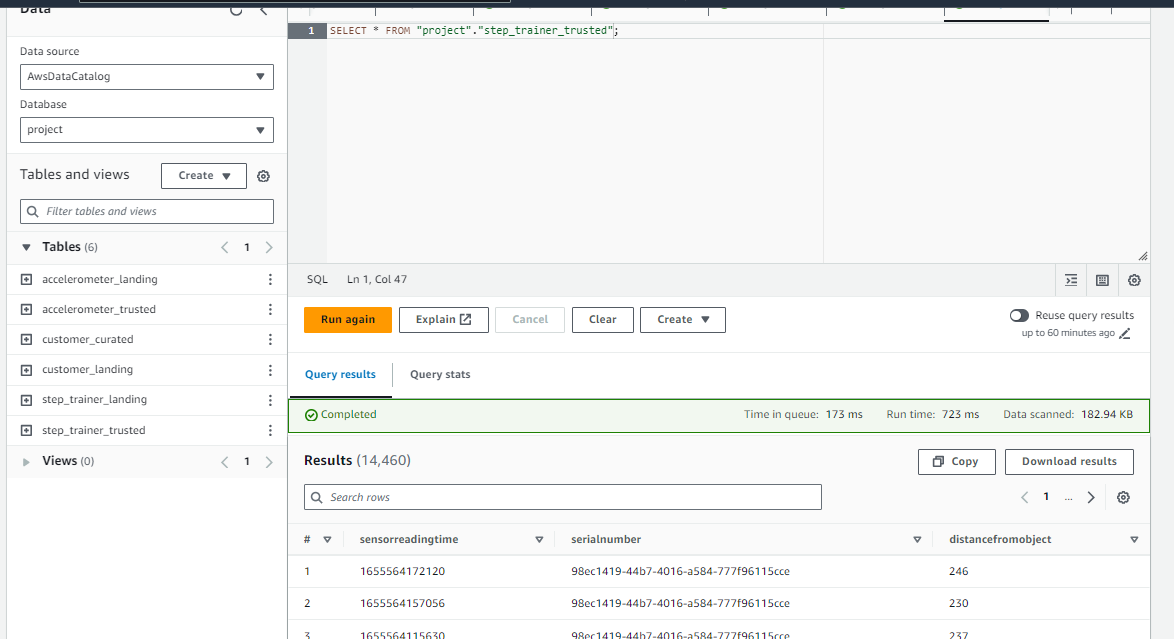 Data
Data source
AwsDataCatalog
Database
project
Tables and views
Create
Filter tables and views
Tables (6)
1
accelerometer_landing
accelerometer_trusted
customer_curated
customer_landing
step_trainer_landing
step_trainer_trusted
Views (0)
1
1 SELECT * FROM "project"."step_trainer_trusted";
SQL Ln 1, Col 47
Run again Explain Cancel Clear Create
Reuse query results
up to 60 minutes ago
Query results Query stats
Completed Time in queue: 173 ms Run time: 723 ms Data scanned: 182.94 KB
Results (14,460) Copy Download results
Search rows 1 ...
# sensorreadingtime serialnumber distancefromobject
1 1655564172120 98ec1419-44b7-4016-a584-777f96115cce 246
2 1655564157056 98ec1419-44b7-4016-a584-777f96115cce 230
3 1655564115630 98ec1419-44b7-4016-a584-777f96115cce 237